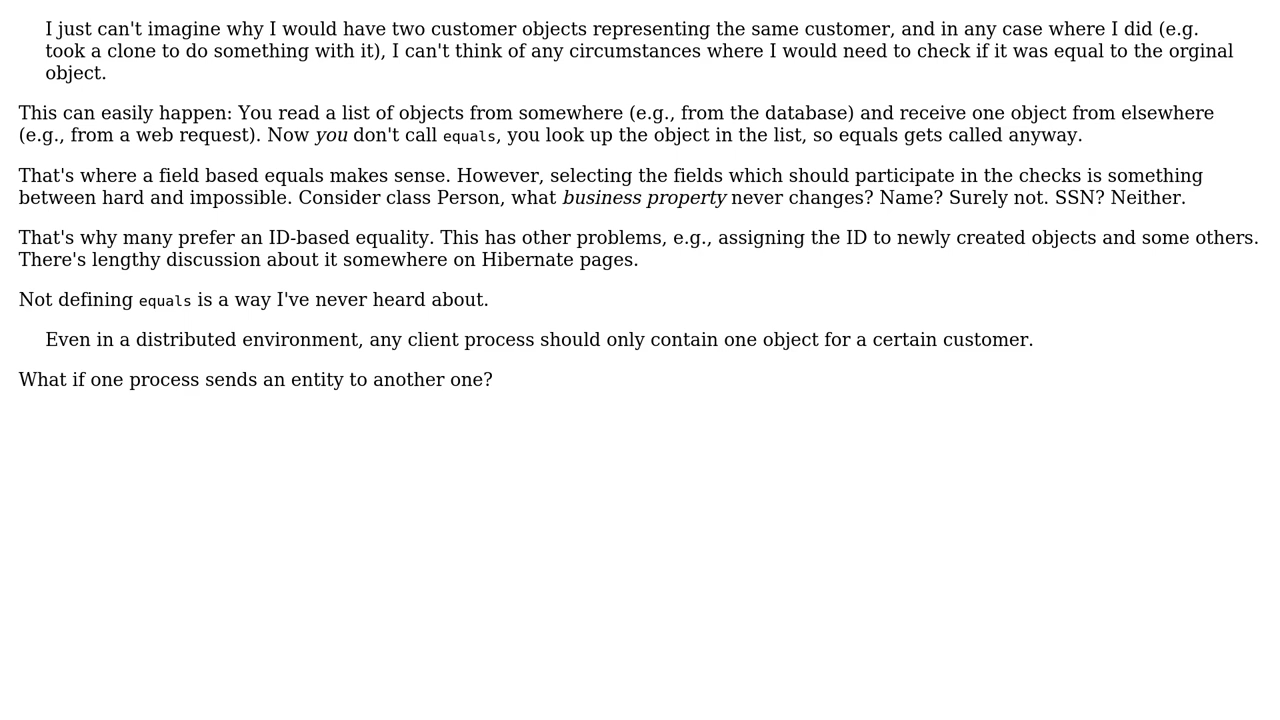 I just can't imagine why I would have two customer objects representing the same customer, and in any case where I did (e.g.
took a clone to do something with it), I can't think of any circumstances where I would need to check if it was equal to the orginal
object.
This can easily happen: You read a list of objects from somewhere (e.g., from the database) and receive one object from elsewhere
(e.g., from a web request). Now you don't call equals, you look up the object in the list, so equals gets called anyway.
That's where a field based equals makes sense. However, selecting the fields which should participate in the checks is something
between hard and impossible. Consider class Person, what business property never changes? Name? Surely not. SSN? Neither.
That's why many prefer an ID-based equality. This has other problems, e.g., assigning the ID to newly created objects and some others.
There's lengthy discussion about it somewhere on Hibernate pages.
Not defining equals is a way I've never heard about.
Even in a distributed environment, any client process should only contain one object for a certain customer.
What if one process sends an entity to another one?